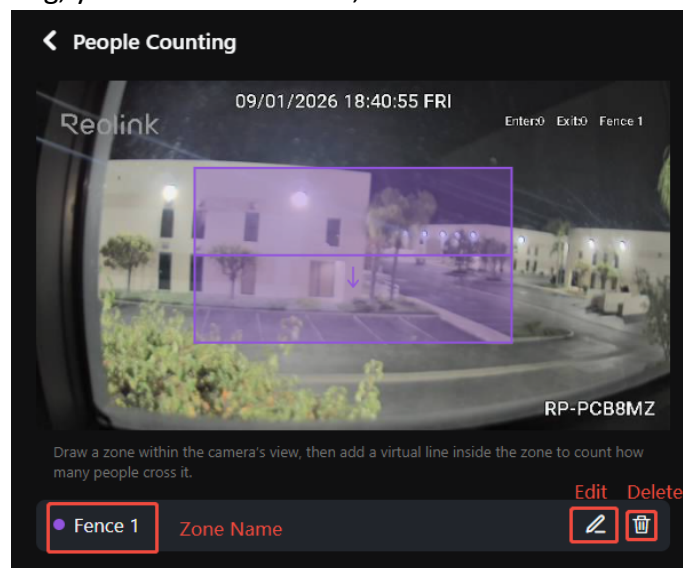 People Counting
09/01/2026 18:40:55 FRI
Reolink
Enter:0 Exit:0 Fence 1
RP-PCB8MZ
Draw a zone within the camera's view, then add a virtual line inside the zone to count how
many people cross it.
Edit Delete
Fence 1 Zone Name